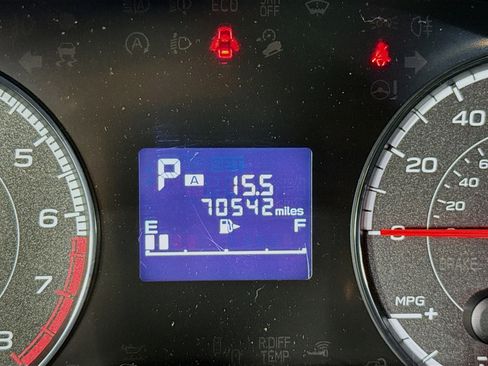 ECO
OFF
P A 15.5
5
70542 miles
6
E F
8
40
60
20
40
20
0
BRAKE
MPG
- +
R.DIFF
TEMP